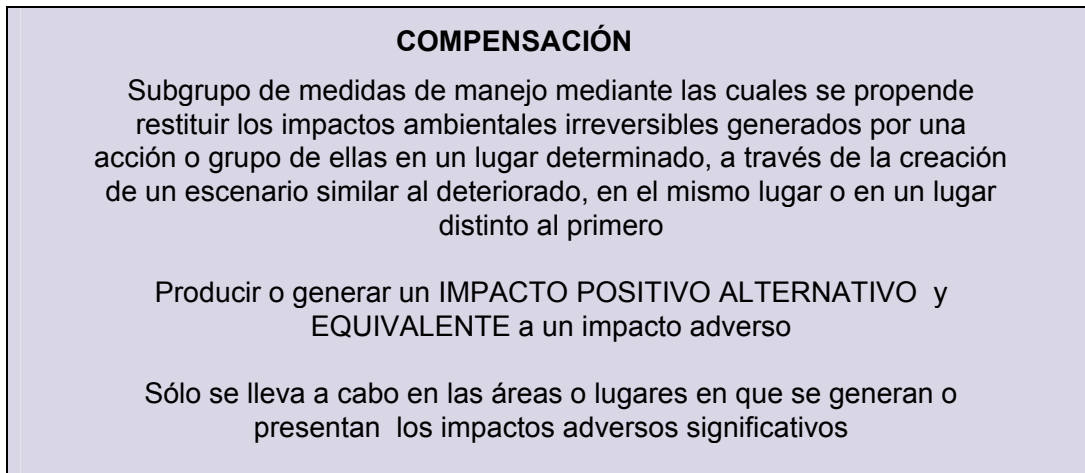 COMPENSACIÓN
Subgrupo de medidas de manejo mediante las cuales se propende
restituir los impactos ambientales irreversibles generados por una
acción o grupo de ellas en un lugar determinado, a través de la creación
de un escenario similar al deteriorado, en el mismo lugar o en un lugar
distinto al primero
Producir o generar un IMPACTO POSITIVO ALTERNATIVO y
EQUIVALENTE a un impacto adverso
Sólo se lleva a cabo en las áreas o lugares en que se generan o
presentan los impactos adversos significativos